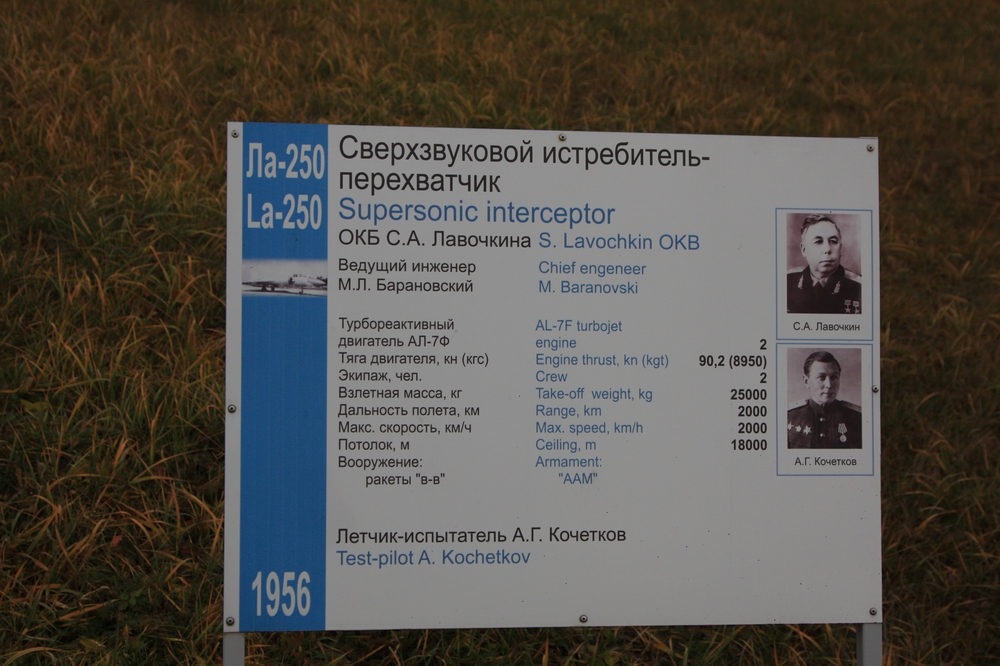 Ла-250
La-250
Сверхзвуковой истребитель-
перехватчик
Supersonic interceptor
ОКБ С.А. Лавочкина S. Lavochkin OKB
Ведущий инженер Chief engeneer
М.Л. Барановский M. Baranovski
Турбореактивный AL-7F turbojet
двигатель АЛ-7Ф engine 2
Тяга двигателя, кн (кгс) Engine thrust, kn (kgt) 90,2 (8950)
Экипаж, чел. Crew 2
Взлетная масса, кг Take-off weight, kg 25000
Дальность полета, км Range, km 2000
Макс. скорость, км/ч Max. speed, km/h 2000
Потолок, м Ceiling, m 18000
Вооружение: Armament:
ракеты "в-в" "AAM"
Летчик-испытатель А.Г. Кочетков
Test-pilot A. Kochetkov
С.А. Лавочкин
А.Г. Кочетков
1956